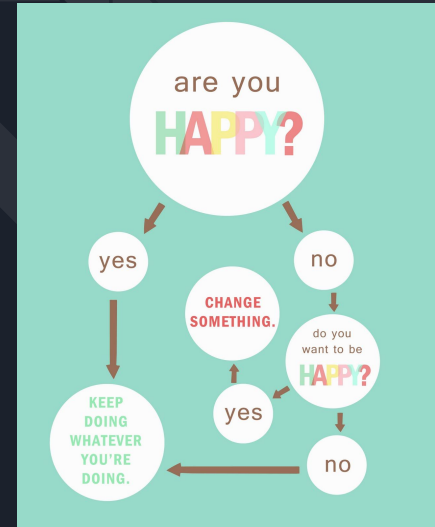 are you
HAPPY?
yes
no
CHANGE
SOMETHING.
do you
want to be
HAPPY?
yes
KEEP
DOING
WHATEVER
YOU'RE
DOING.
no